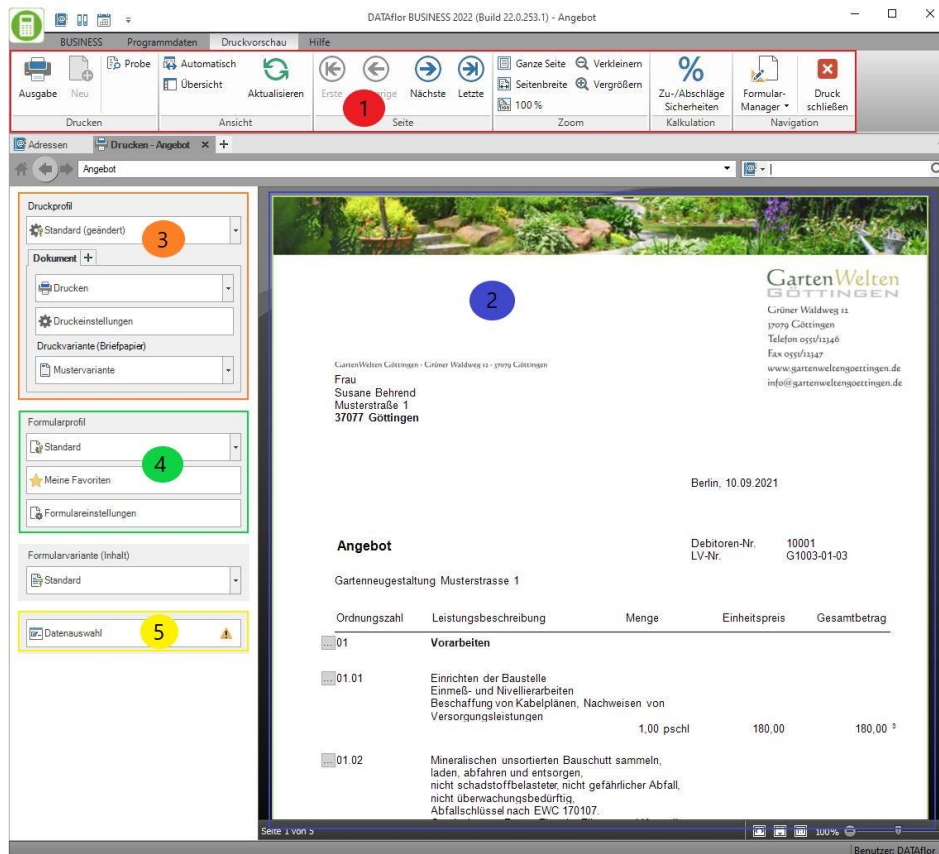 DATAflor BUSINESS 2022 (Build 22.0.253.1) - Angebot
BUSINESS Programmdaten Druckvorschau Hilfe
Ausgabe
Neu
Probe
Drucken
Automatisch
Übersicht
Aktualisieren
Ansicht
Erste
1
Nächste
Letzte
Seite
Ganze Seite
Seitenbreite
100 %
Verkleinern
Vergrößern
Zoom
Zu-/Abschläge
Sicherheiten
Kalkulation
Formular-
Manager
Druck
schließen
Navigation
Adressen
Drucken - Angebot
Angebot
Druckprofil
Standard (geändert)
3
Dokument
Drucken
Druckeinstellungen
Druckvariante (Briefpapier)
Mustervariante
Formularprofil
Standard
4
Meine Favoriten
Formulareinstellungen
Formularvariante (Inhalt)
Standard
Datenauswahl
5
2
GartenWelten
GÖTTINGEN
Grüner Waldweg 12
37079 Göttingen
Telefon 0551/12346
Fax 0551/12347
www.gartenweltengoettingen.de
info@gartenweltengoettingen.de
GartenWelten Göttingen - Grüner Waldweg 12 - 37079 Göttingen
Frau
Susane Behrend
Musterstraße 1
37077 Göttingen
Berlin, 10.09.2021
Angebot
Debitoren-Nr. 10001
LV-Nr. G1003-01-03
Gartenneugestaltung Musterstrasse 1
Ordnungszahl Leistungsbeschreibung Menge Einheitspreis Gesamtbetrag
... 01 Vorarbeiten
... 01.01 Einrichten der Baustelle
Einmeß- und Nivellierarbeiten
Beschaffung von Kabelplänen, Nachweisen von
Versorgungsleistungen
1,00 pschl 180,00 180,00 ³
... 01.02 Mineralischen unsortierten Bauschutt sammeln,
laden, abfahren und entsorgen,
nicht schadstoffbelasteter, nicht gefährlicher Abfall,
nicht überwachungsbedürftig,
Abfallschlüssel nach EWC 170107.
Seite 1 von 5
100%
Benutzer: DATAflor